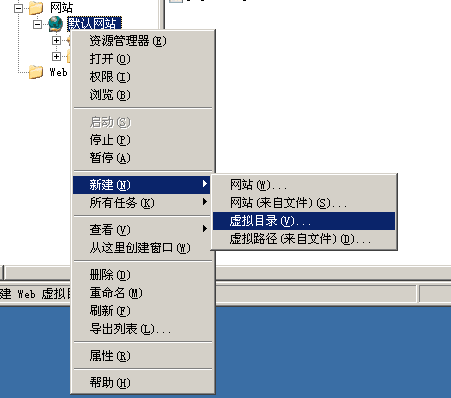 网站
默认网站
Web
资源管理器(E)
打开(O)
权限(I)
浏览(B)
启动(S)
停止(P)
暂停(A)
新建(N)
所有任务(K)
查看(V)
从这里创建窗口(W)
删除(D)
重命名(M)
刷新(F)
导出列表(L)...
属性(R)
帮助(H)
网站(W)...
网站(来自文件)(S)...
虚拟目录(V)...
虚拟路径(来自文件)(D)...
建 Web 虚拟目